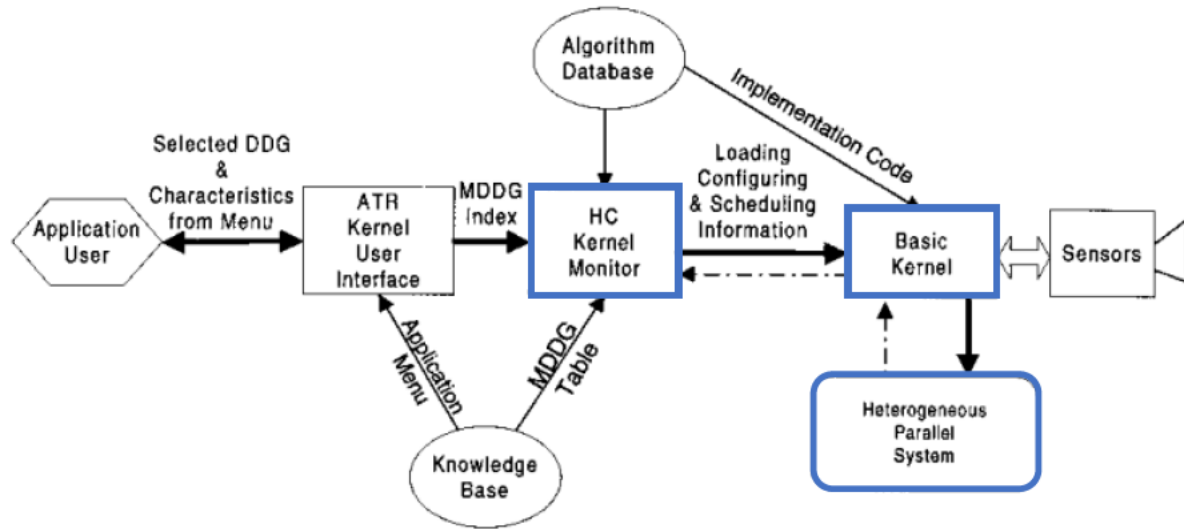 Algorithm
Database
Implementation Code
Selected DDG
&
Characteristics
from Menu
MDDG
Index
Loading
Configuring
& Scheduling
Information
Application
User
ATR
Kernel
User
Interface
HC
Kernel
Monitor
Basic
Kernel
Sensors
Application
Menu
MDDG
Table
Heterogeneous
Parallel
System
Knowledge
Base